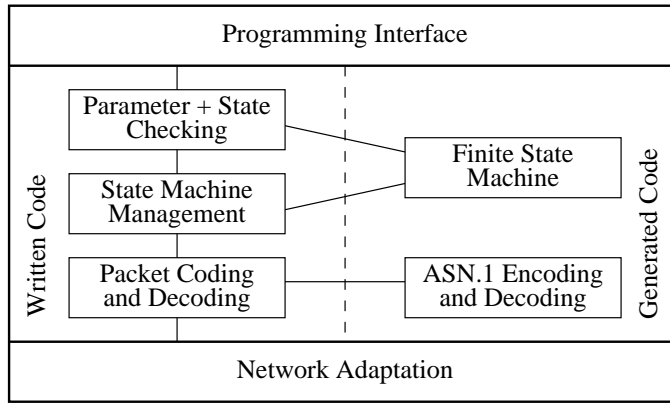 Programming Interface
Written Code
Parameter + State
Checking
State Machine
Management
Packet Coding
and Decoding
Finite State
Machine
ASN.1 Encoding
and Decoding
Generated Code
Network Adaptation